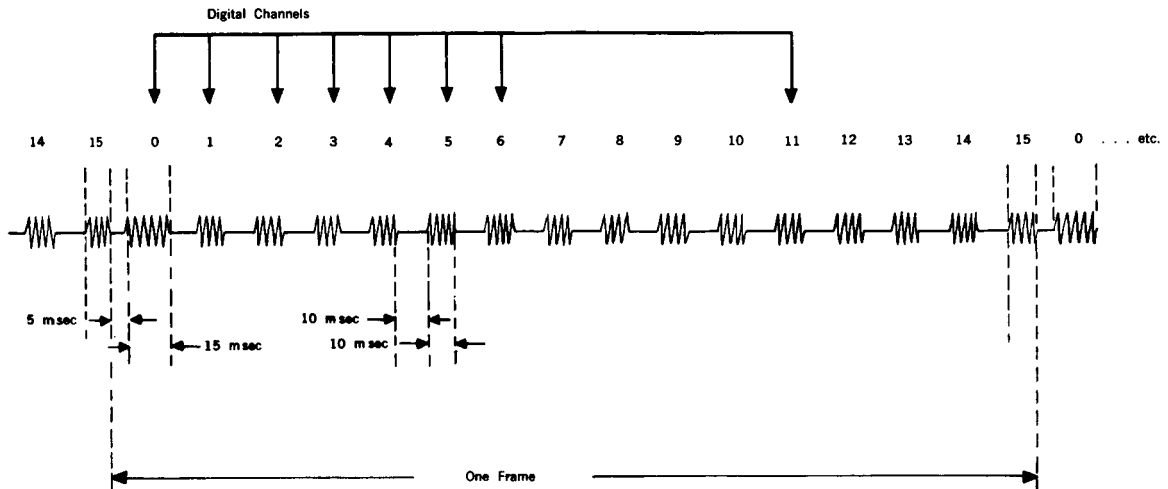 Digital Channels
14 15 0 1 2 3 4 5 6 7 8 9 10 11 12 13 14 15 0 . . . etc.
5 msec 10 msec
15 msec 10 msec
One Frame